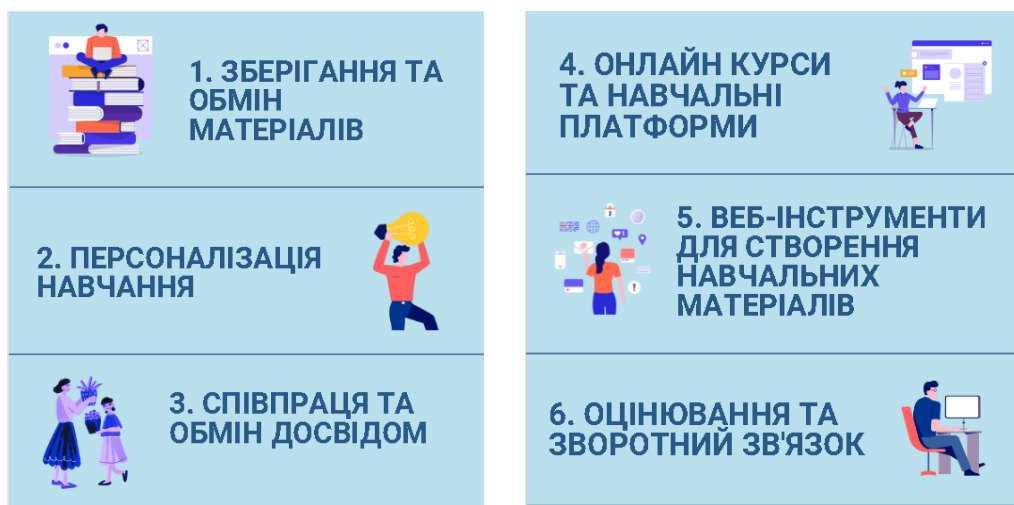 1. ЗБЕРІГАННЯ ТА
ОБМІН
МАТЕРІАЛІВ
2. ПЕРСОНАЛІЗАЦІЯ
НАВЧАННЯ
3. СПІВПРАЦЯ ТА
ОБМІН ДОСВІДОМ
4. ОНЛАЙН КУРСИ
ТА НАВЧАЛЬНІ
ПЛАТФОРМИ
5. ВЕБ-ІНСТРУМЕНТИ
ДЛЯ СТВОРЕННЯ
НАВЧАЛЬНИХ
МАТЕРІАЛІВ
6. ОЦІНЮВАННЯ ТА
ЗВОРОТНИЙ ЗВ'ЯЗОК